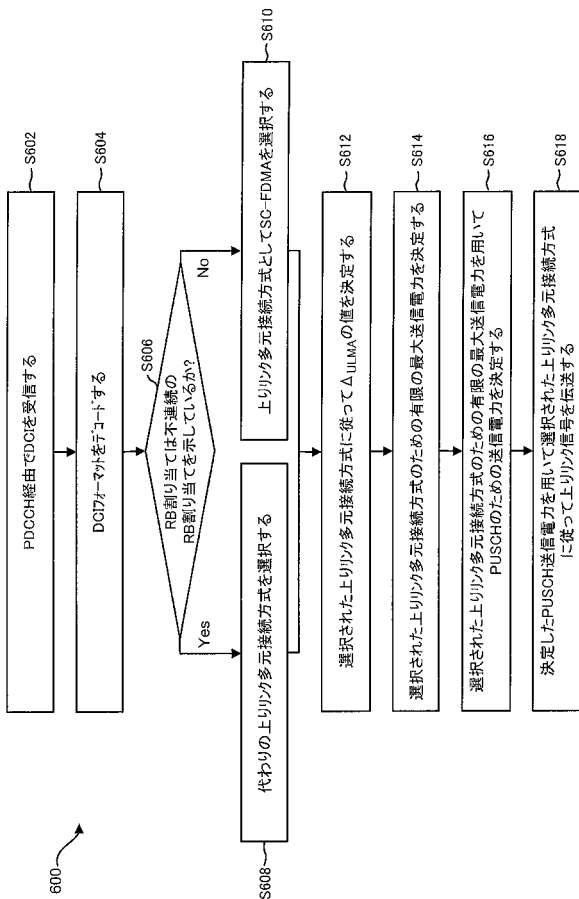 600
PDCCH経由でDCIを受信する
S602
DCIフォーマットをデコードする
S604
S606
RB割り当ては不連続の
RB割り当てを示しているか?
Yes
No
代わりの上りリンク多元接続方式を選択する
S608
上りリンク多元接続方式としてSC-FDMAを選択する
S610
選択された上りリンク多元接続方式に従ってΔULMAの値を決定する
S612
選択された上りリンク多元接続方式のための有限の最大送信電力を決定する
S614
選択された上りリンク多元接続方式のための有限の最大送信電力を用いて
PUSCHのための送信電力を決定する
S616
決定したPUSCH送信電力を用いて選択された上りリンク多元接続方式
に従って上りリンク信号を伝送する
S618